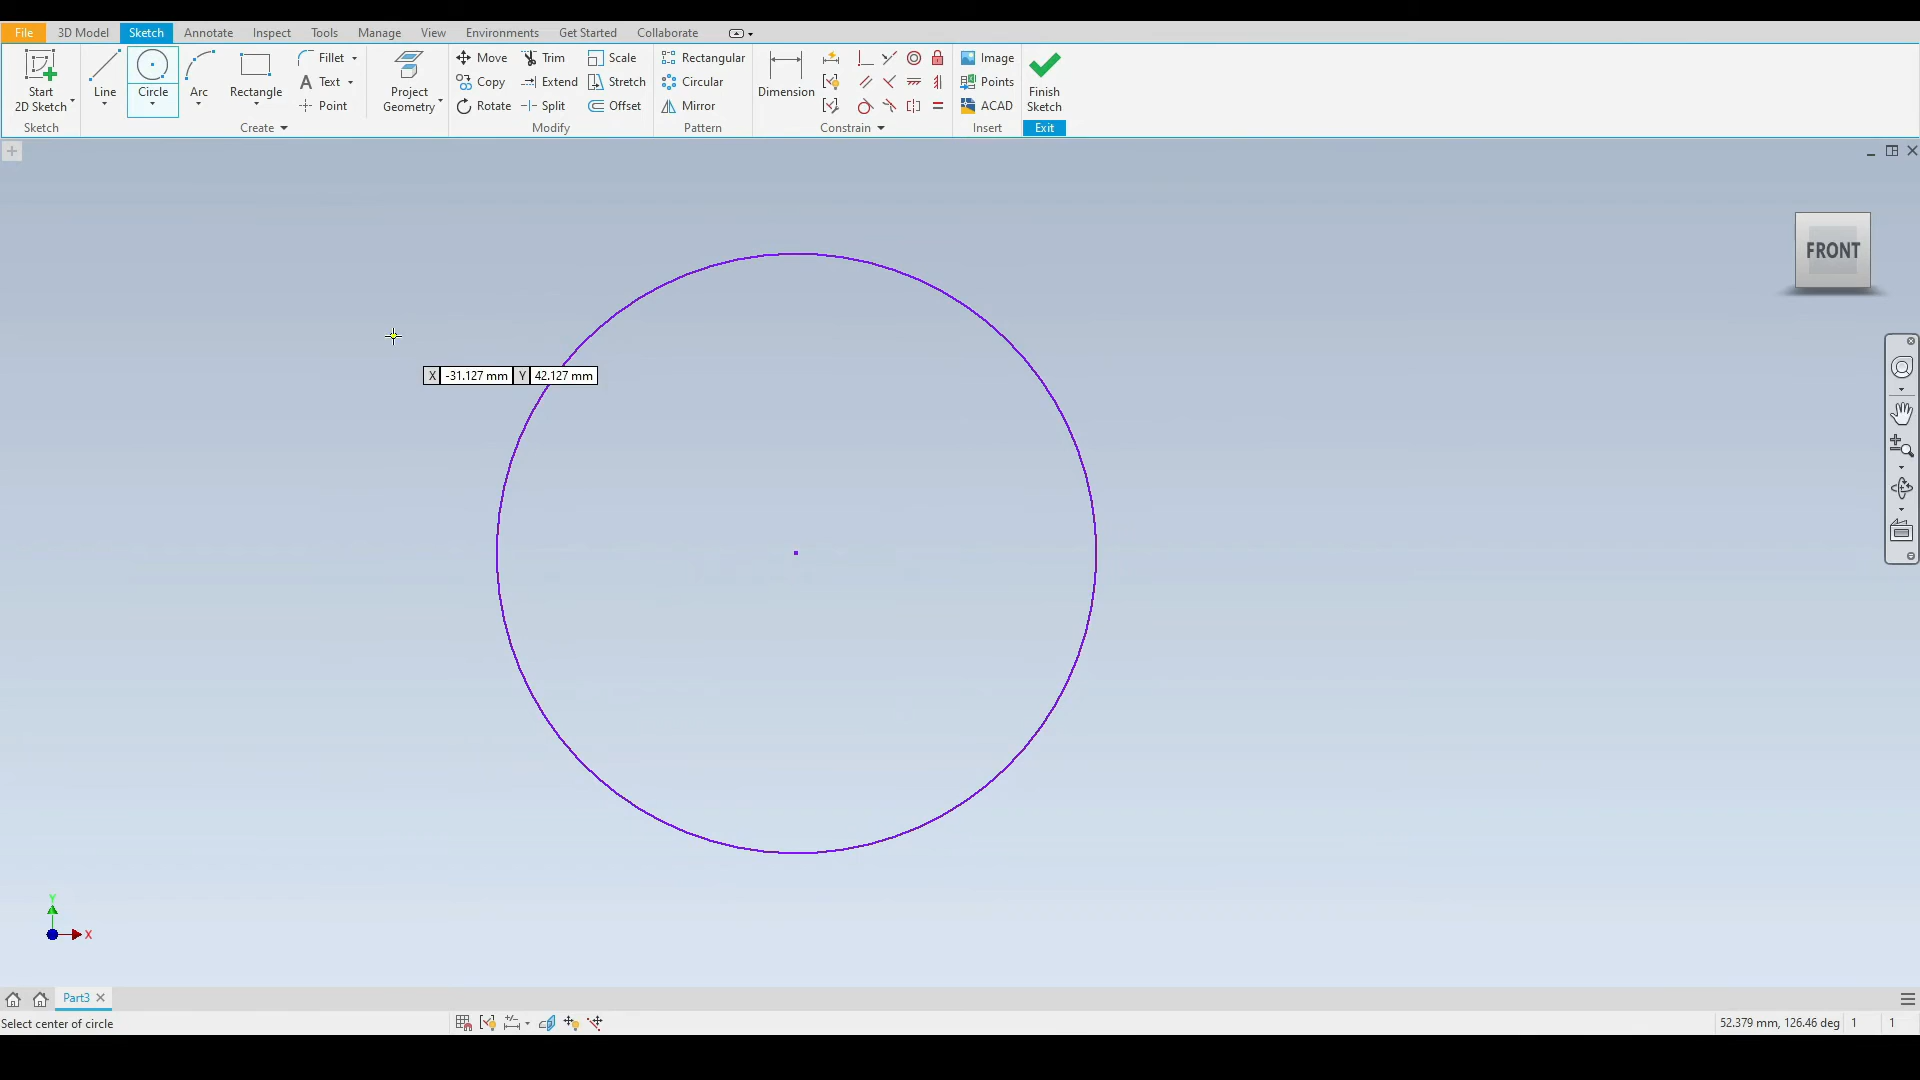 File 3D Model Sketch Annotate Inspect Tools Manage View Environments Get Started Collaborate
Start
2D Sketch
Line
Circle
Arc
Rectangle
Fillet
Text
Point
Project
Geometry
Move
Copy
Rotate
Trim
Extend
Split
Scale
Stretch
Offset
Rectangular
Circular
Mirror
Dimension
Image
Points
ACAD
Finish
Sketch
Sketch Create Modify Pattern Constrain Insert Exit
FRONT
X -31.127 mm Y 42.127 mm
Y
X
Part3
Select center of circle
52.379 mm, 126.46 deg 1 1